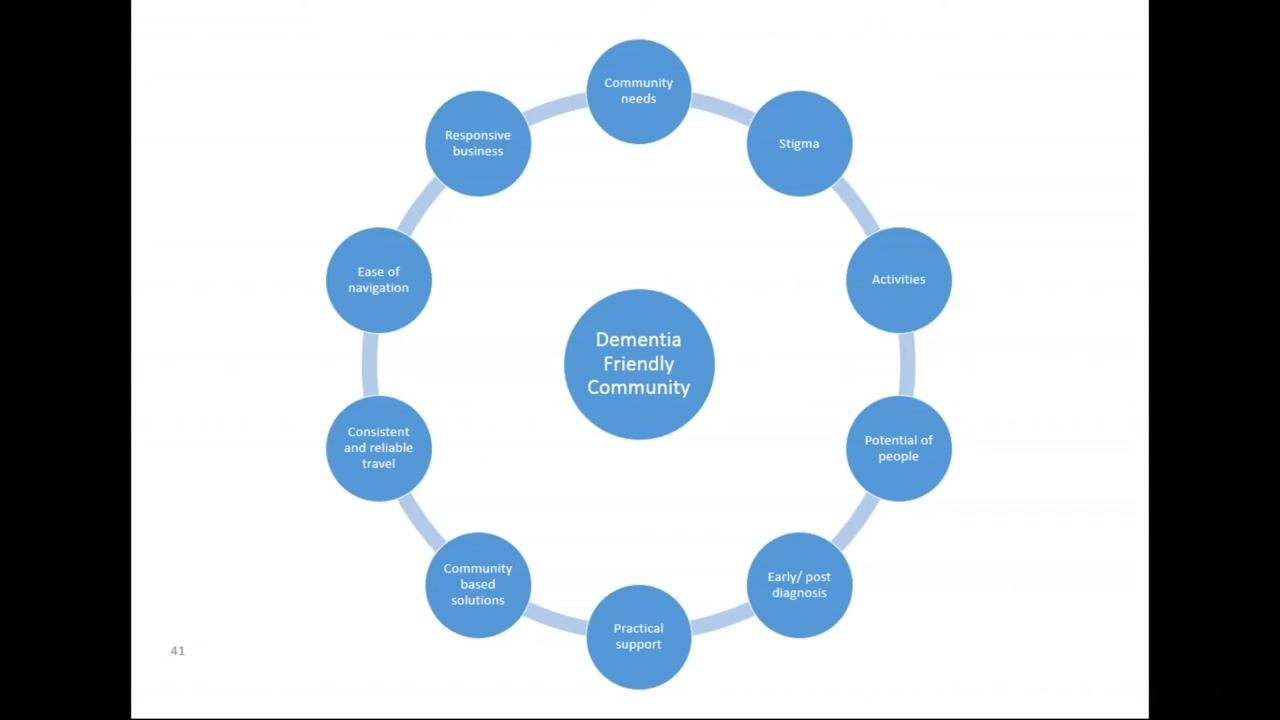 Community
needs
Stigma
Activities
Potential of
people
Early/ post
diagnosis
Practical
support
Community
based
solutions
Consistent
and reliable
travel
Ease of
navigation
Responsive
business
Dementia
Friendly
Community
41